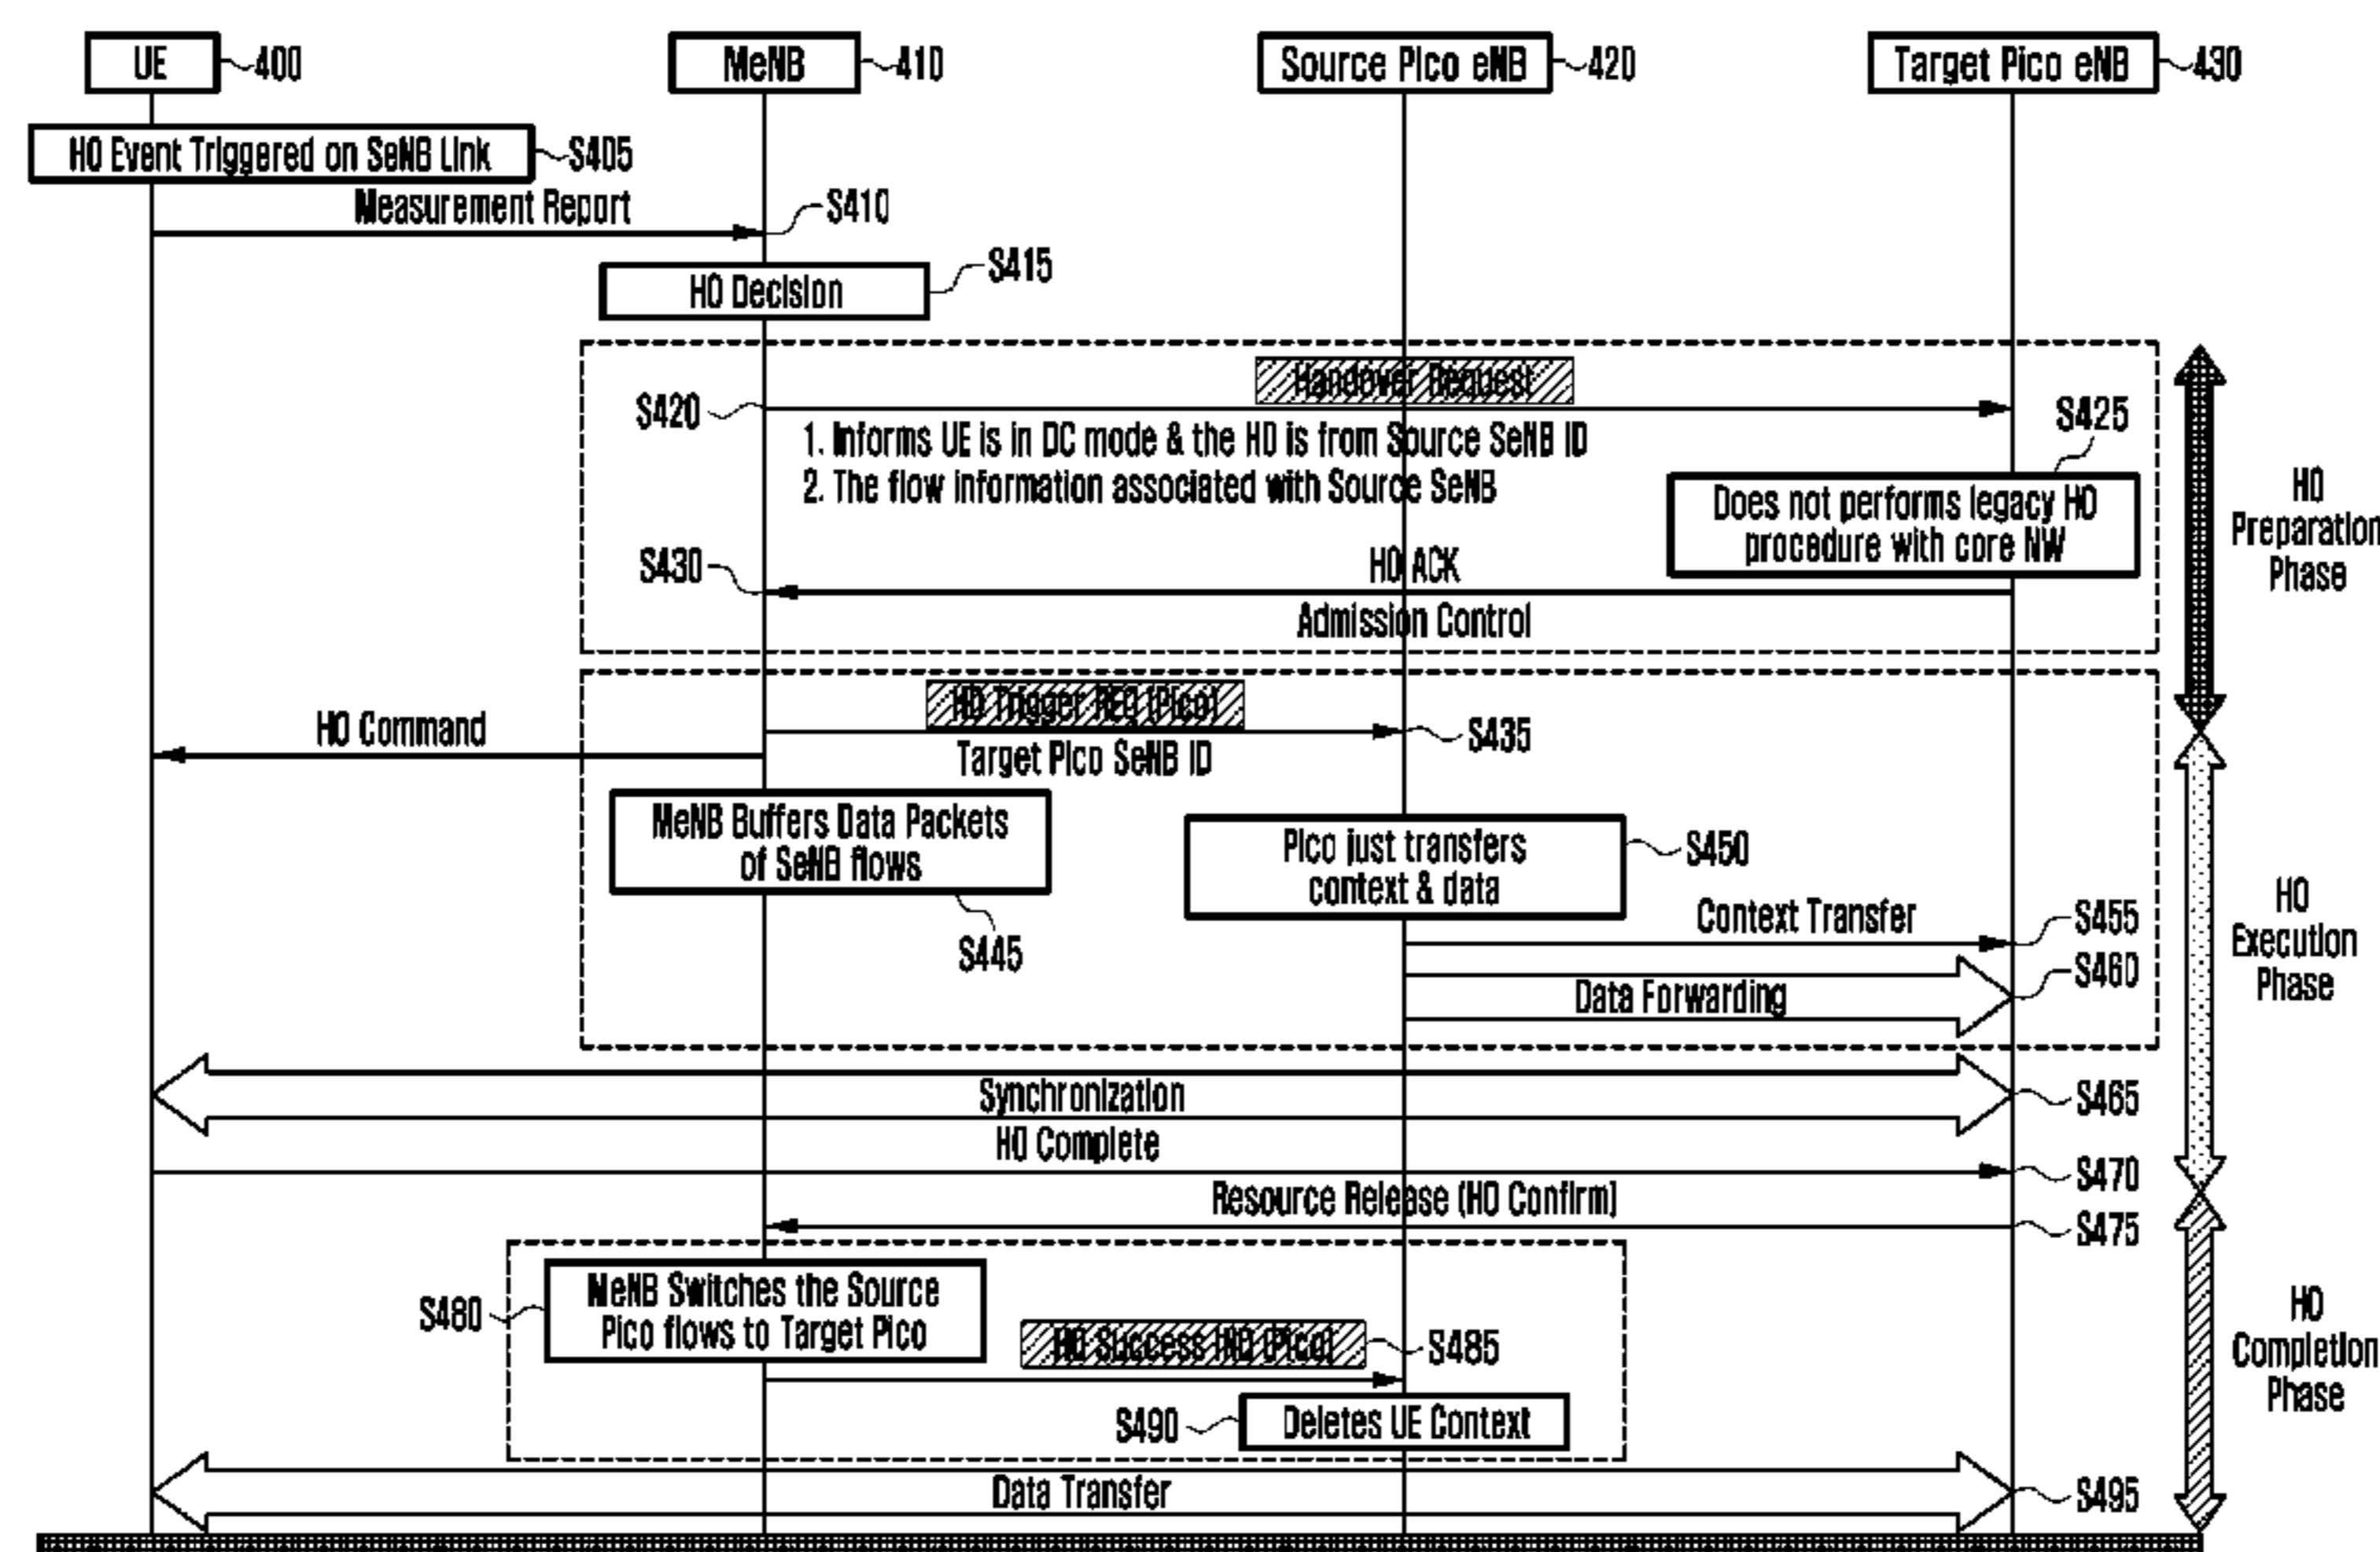 UE
400
MeNB
410
Source Pico eNB
420
Target Pico eNB
430
HO Event Triggered on SeNB Link
S405
Measurement Report
S410
HO Decision
S415
Handover Request
S420
1. Informs UE is in DC mode & the HO is from Source SeNB ID
2. The flow information associated with Source SeNB
S425
Does not performs legacy HO
procedure with core NW
HO
Preparation
Phase
S430
HO ACK
Admission Control
HO Trigger REQ (Pico)
HO Command
S435
Target Pico SeNB ID
MeNB Buffers Data Packets
of SeNB flows
S445
Pico just transfers
context & data
S450
Context Transfer
S455
HO
Execution
Phase
Data Forwarding
S460
Synchronization
S465
HO Complete
S470
Resource Release (HO Confirm)
S475
MeNB Switches the Source
Pico flows to Target Pico
S480
HO Success IND (Pico)
S485
HO
Completion
Phase
S490
Deletes UE Context
Data Transfer
S495